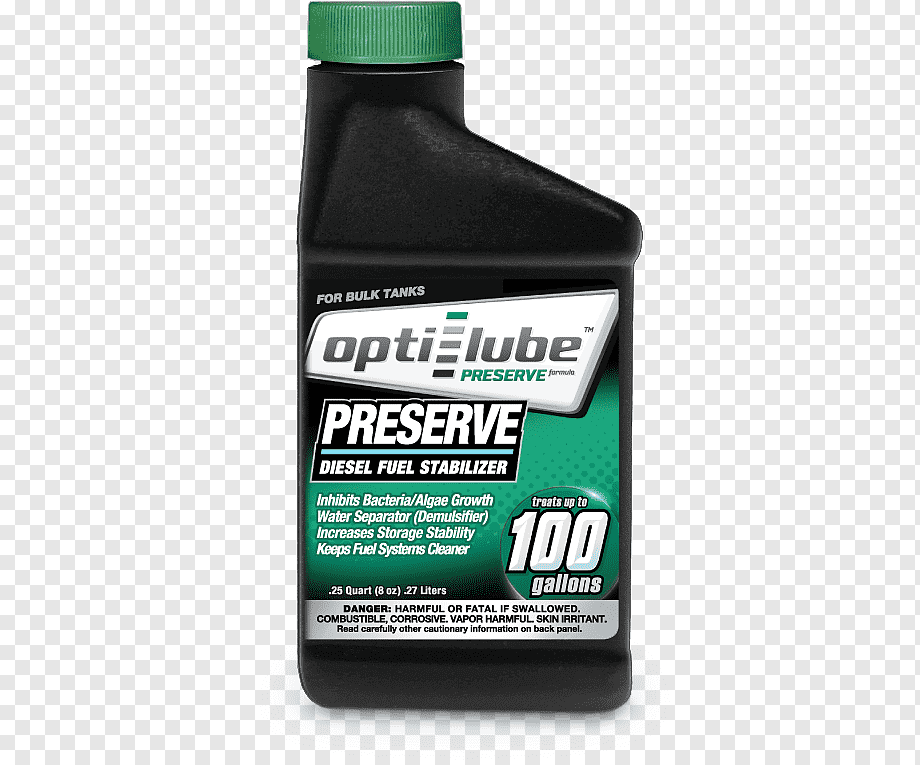 FOR BULK TANKS
opti-lube™
PRESERVE formula
PRESERVE
DIESEL FUEL STABILIZER
Inhibits Bacteria/Algae Growth
Water Separator (Demulsifier)
Increases Storage Stability
Keeps Fuel Systems Cleaner
treats up to
100
gallons
.25 Quart (8 oz) .27 Liters
DANGER: HARMFUL OR FATAL IF SWALLOWED.
COMBUSTIBLE, CORROSIVE. VAPOR HARMFUL. SKIN IRRITANT.
Read carefully other cautionary information on back panel.